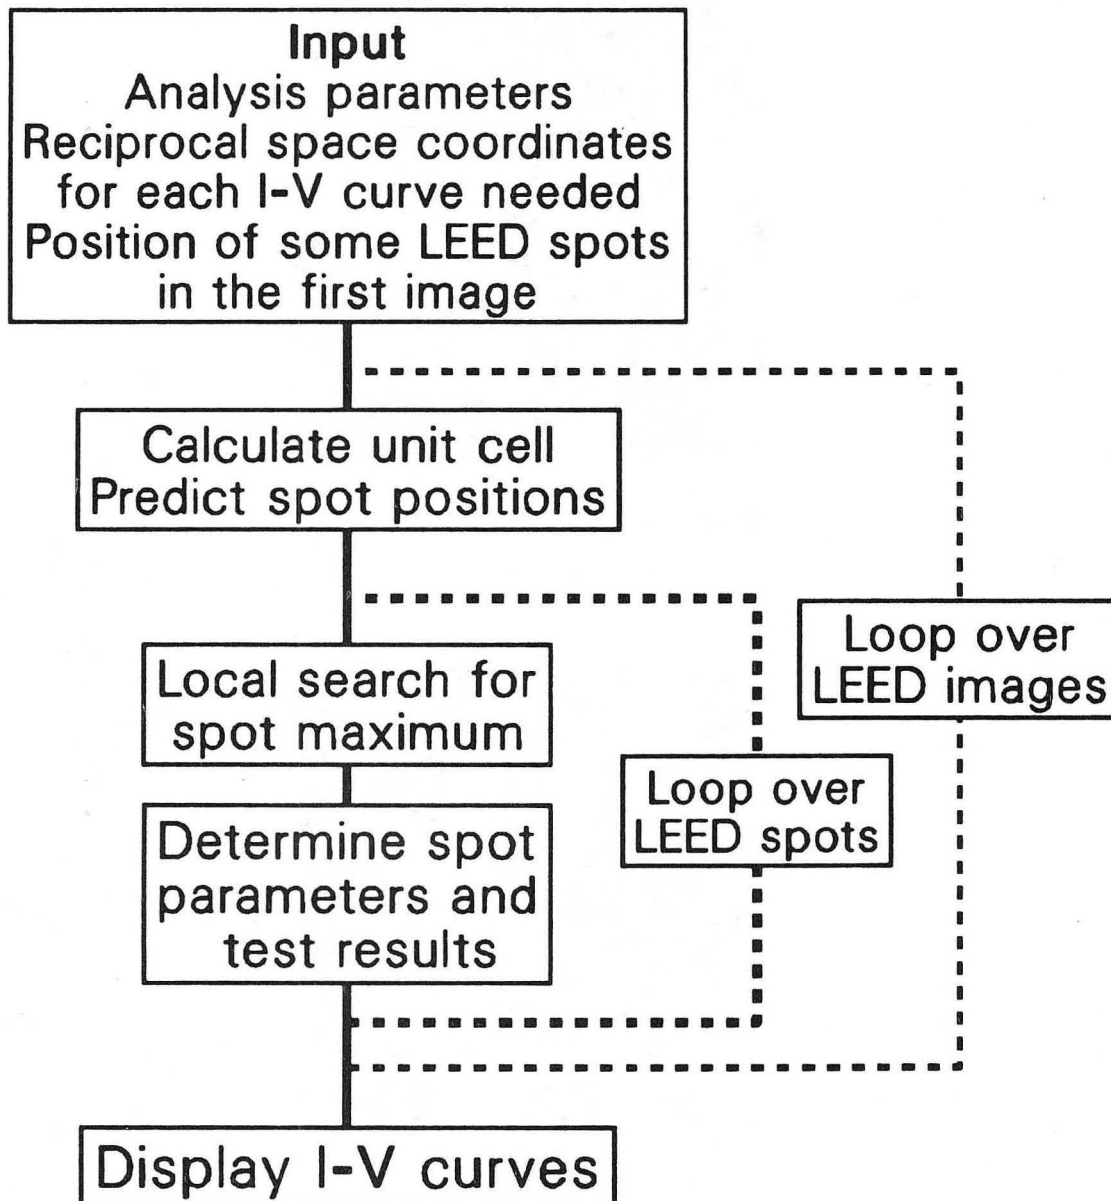 Input
Analysis parameters
Reciprocal space coordinates
for each I-V curve needed
Position of some LEED spots
in the first image
Calculate unit cell
Predict spot positions
Local search for
spot maximum
Determine spot
parameters and
test results
Loop over
LEED spots
Loop over
LEED images
Display I-V curves